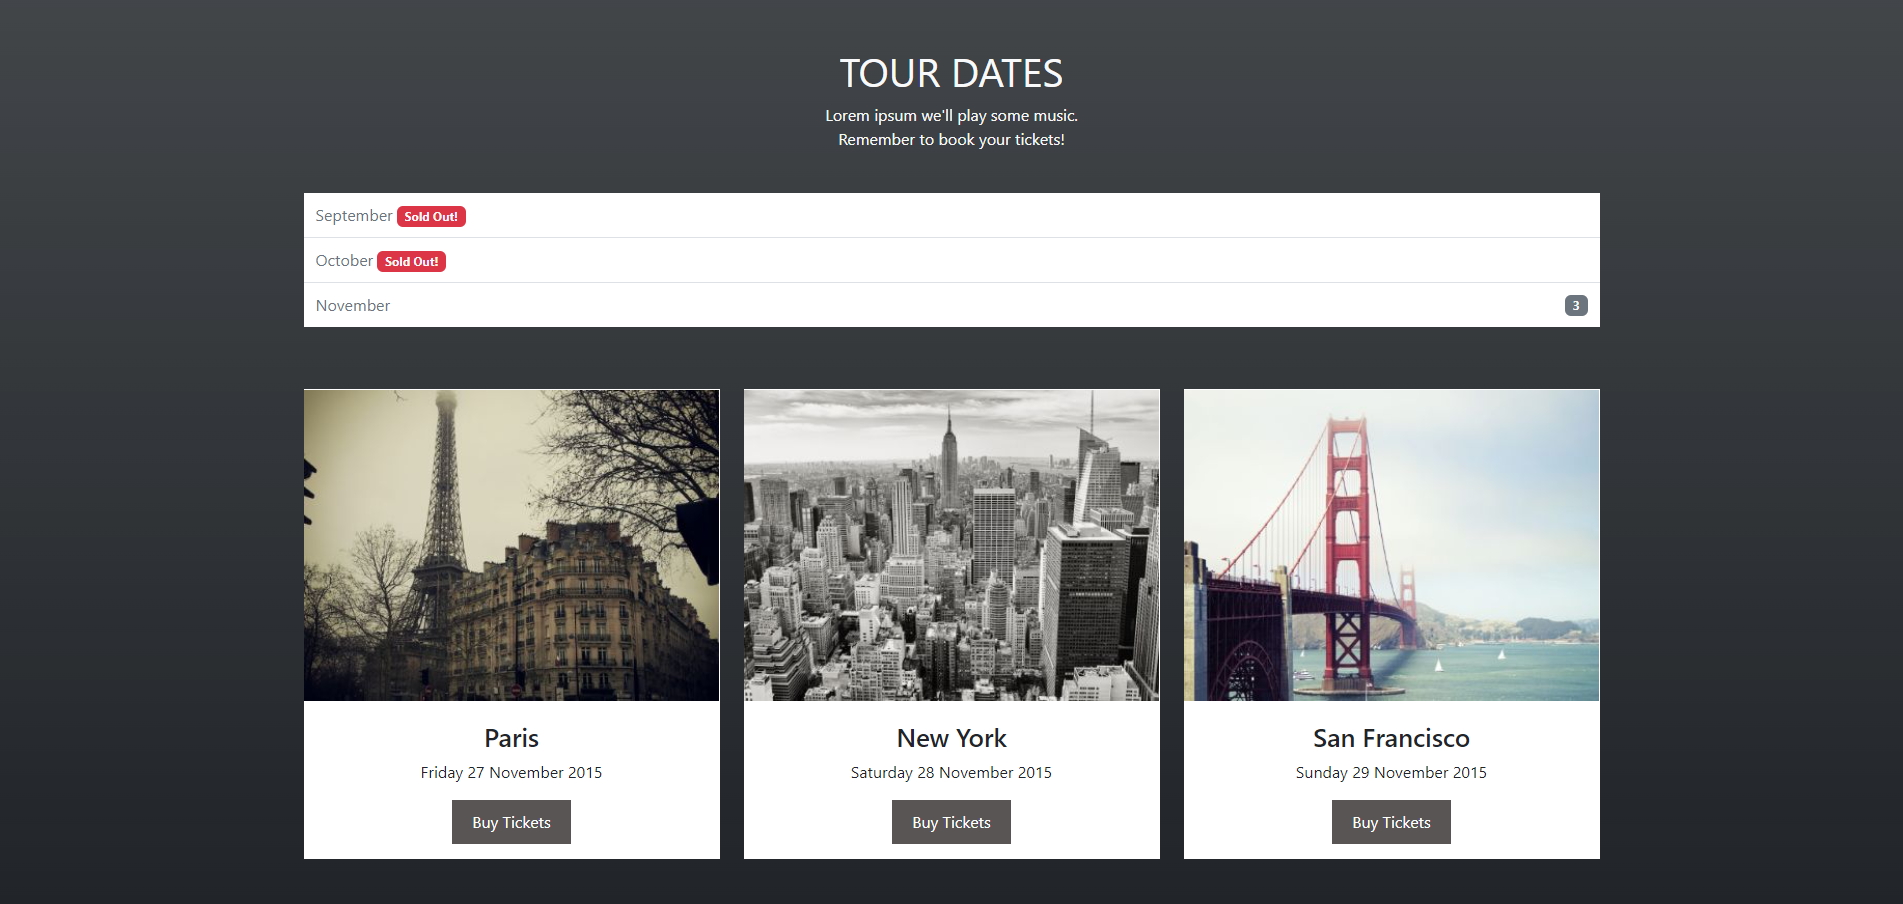 TOUR DATES
Lorem ipsum we'll play some music.
Remember to book your tickets!
September Sold Out!
October Sold Out!
November 3
Paris
Friday 27 November 2015
Buy Tickets
New York
Saturday 28 November 2015
Buy Tickets
San Francisco
Sunday 29 November 2015
Buy Tickets